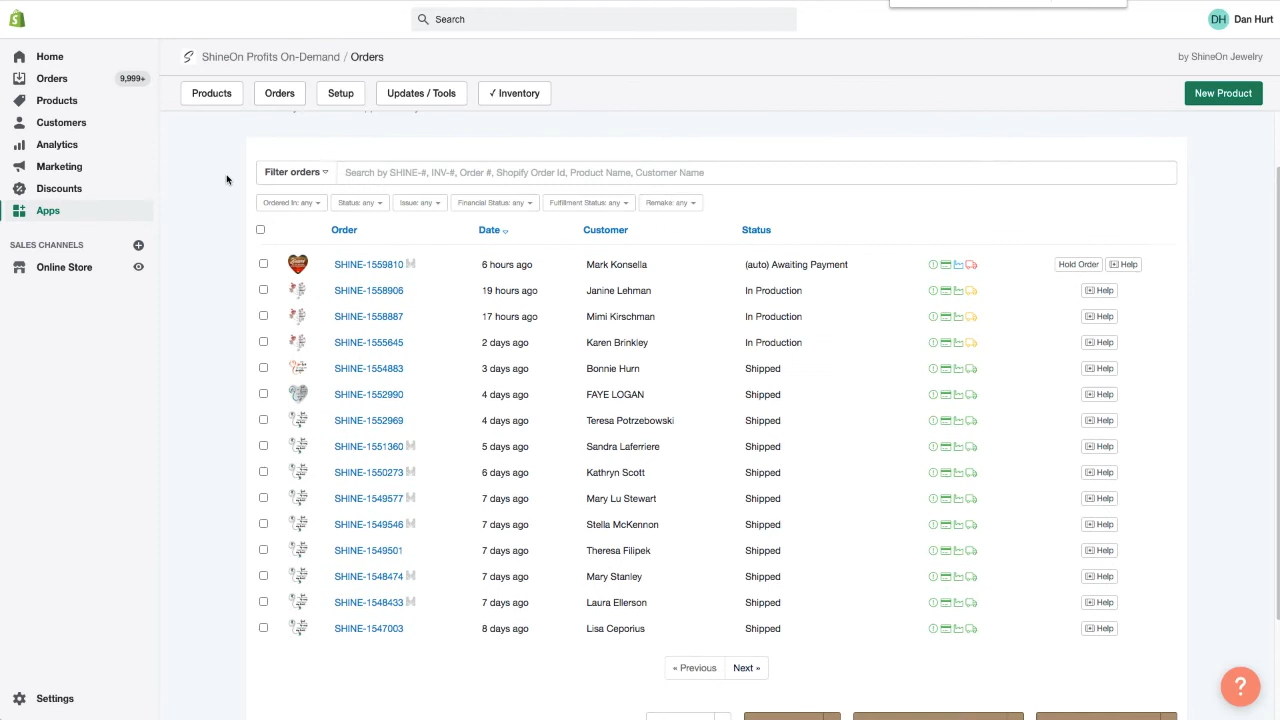 Search
DH Dan Hurt
Home
Orders 9,999+
Products
Customers
Analytics
Marketing
Discounts
Apps
SALES CHANNELS
Online Store
Settings
ShineOn Profits On-Demand / Orders
by ShineOn Jewelry
Products Orders Setup Updates / Tools ✓ Inventory New Product
Filter orders Search by SHINE-#, INV-#, Order #, Shopify Order Id, Product Name, Customer Name
Ordered In: any Status: any Issue: any Financial Status: any Fulfillment Status: any Remake: any
Order Date Customer Status
SHINE-1559810 6 hours ago Mark Konsella (auto) Awaiting Payment Hold Order Help
SHINE-1558906 19 hours ago Janine Lehman In Production Help
SHINE-1558887 17 hours ago Mimi Kirschman In Production Help
SHINE-1555645 2 days ago Karen Brinkley In Production Help
SHINE-1554883 3 days ago Bonnie Hurn Shipped Help
SHINE-1552990 4 days ago FAYE LOGAN Shipped Help
SHINE-1552969 4 days ago Teresa Potrzebowski Shipped Help
SHINE-1551360 5 days ago Sandra Laferriere Shipped Help
SHINE-1550273 6 days ago Kathryn Scott Shipped Help
SHINE-1549577 7 days ago Mary Lu Stewart Shipped Help
SHINE-1549546 7 days ago Stella McKennon Shipped Help
SHINE-1549501 7 days ago Theresa Filipek Shipped Help
SHINE-1548474 7 days ago Mary Stanley Shipped Help
SHINE-1548433 7 days ago Laura Ellerson Shipped Help
SHINE-1547003 8 days ago Lisa Ceporius Shipped Help
« Previous Next »
?